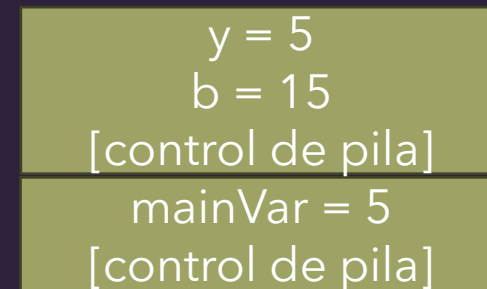 y = 5
b = 15
[control de pila]
mainVar = 5
[control de pila]